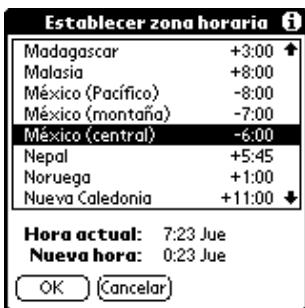 Establecer zona horaria
Madagascar +3:00
Malasia +8:00
México (Pacífico) -8:00
México (montaña) -7:00
México (central) -6:00
Nepal +5:45
Noruega +1:00
Nueva Caledonia +11:00
Hora actual: 7:23 Jue
Nueva hora: 0:23 Jue
OK Cancelar